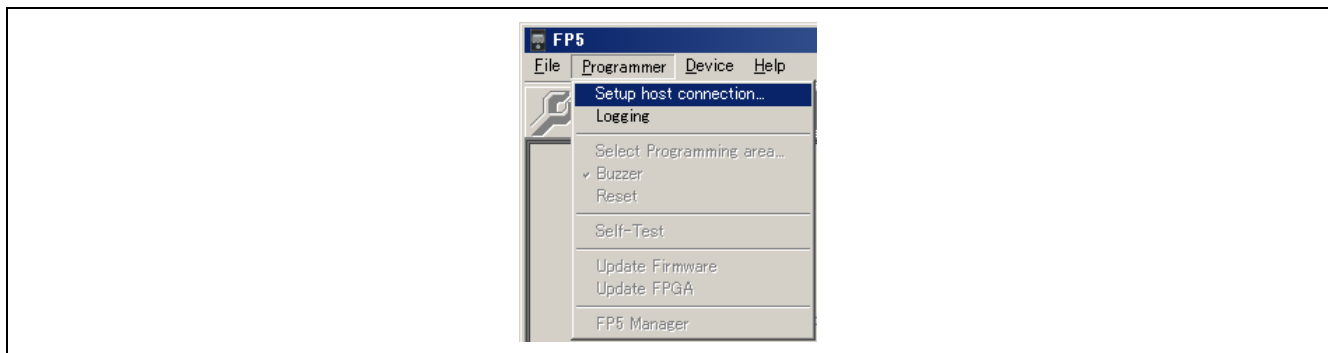 FP5
File Programmer Device Help
Setup host connection...
Logging
Select Programming area...
Buzzer
Reset
Self-Test
Update Firmware
Update FPGA
FP5 Manager